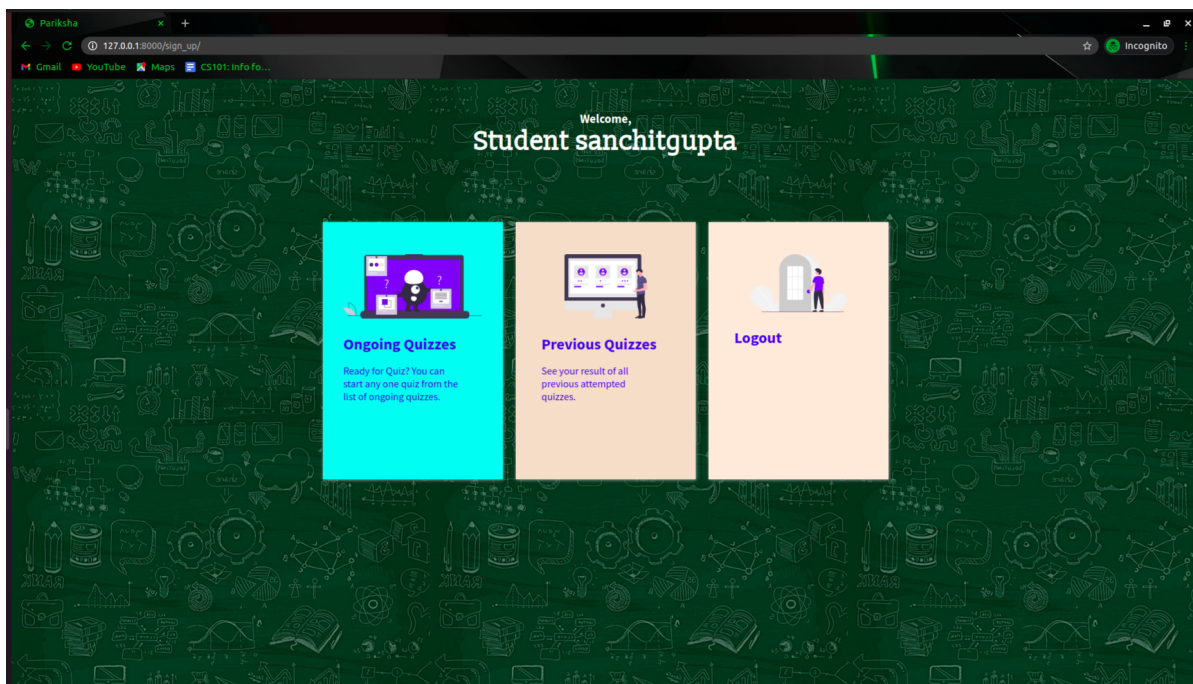 Pariksha
127.0.0.1:8000/sign_up/
Incognito
Gmail
YouTube
Maps
CS101: Info fo...
Welcome,
Student sanchitgupta
Ongoing Quizzes
Ready for Quiz? You can
start any one quiz from the
list of ongoing quizzes.
Previous Quizzes
See your result of all
previous attempted
quizzes.
Logout